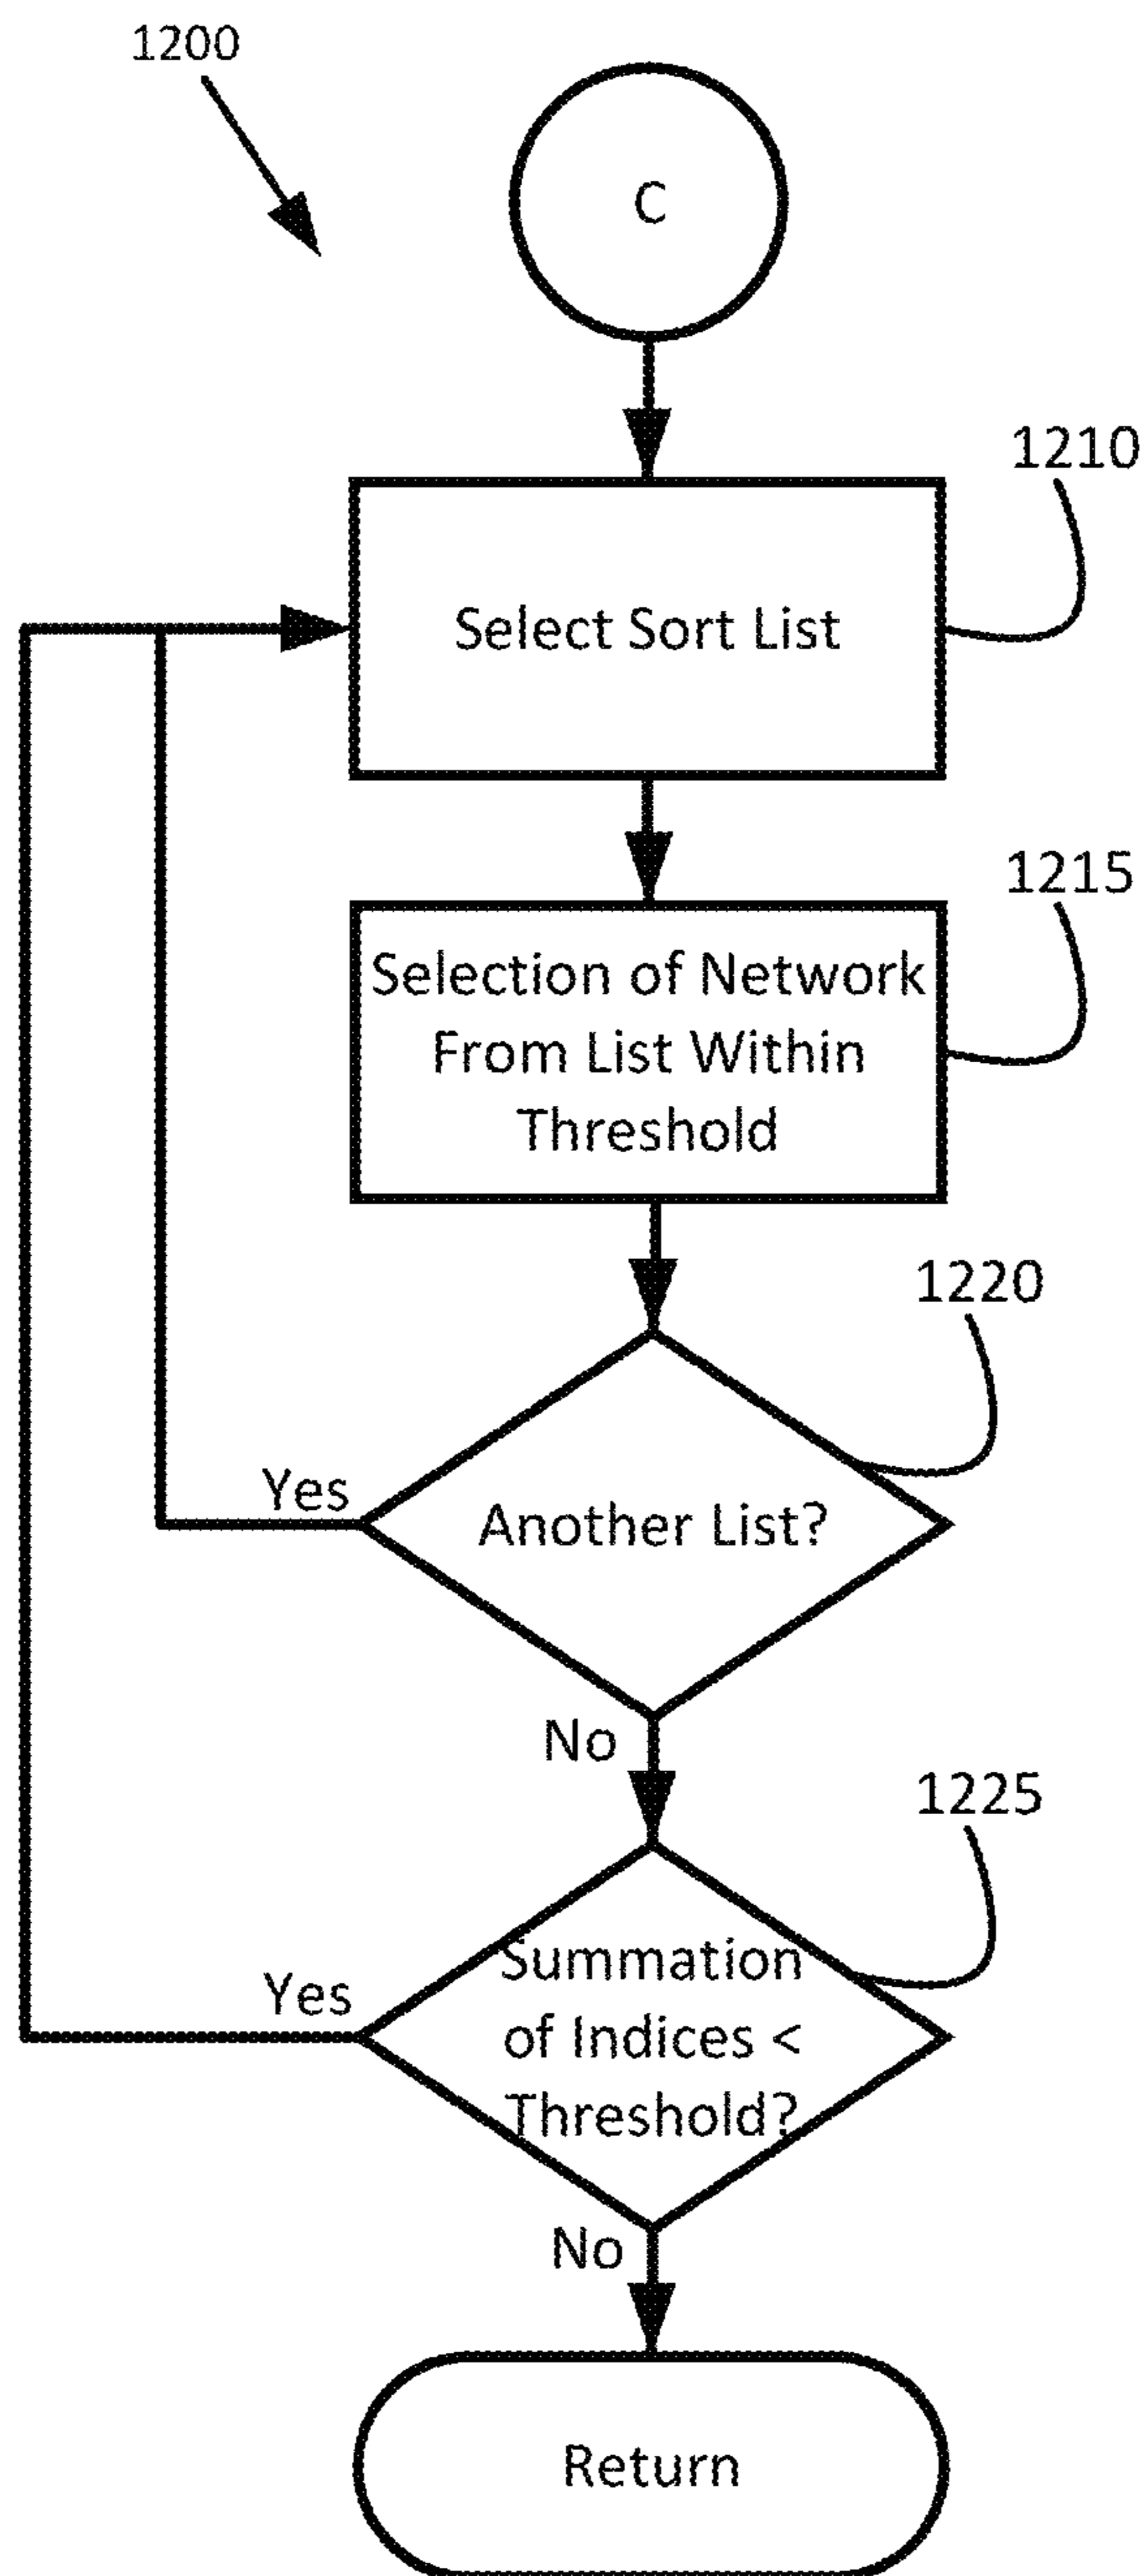 1200
C
1210
Select Sort List
1215
Selection of Network
From List Within
Threshold
1220
Yes
Another List?
No
1225
Summation
Yes
of Indices <
Threshold?
No
Return